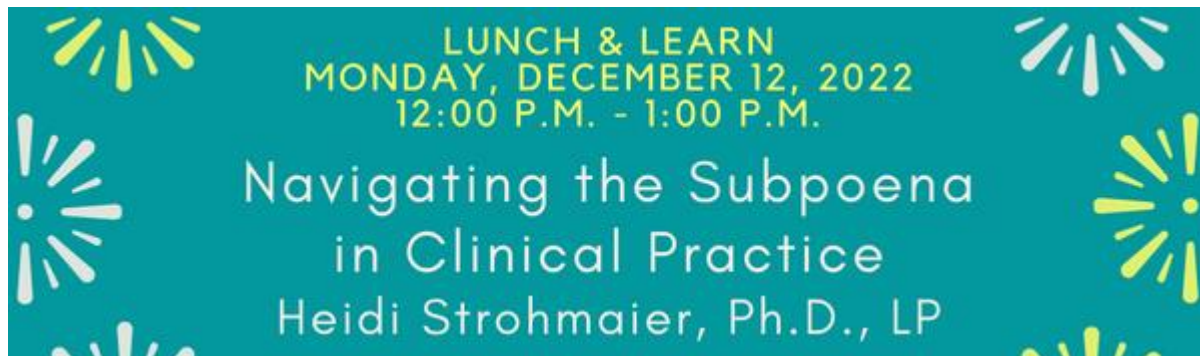 LUNCH & LEARN
MONDAY, DECEMBER 12, 2022
12:00 P.M. - 1:00 P.M.
Navigating the Subpoena
in Clinical Practice
Heidi Strohmaier, Ph.D., LP